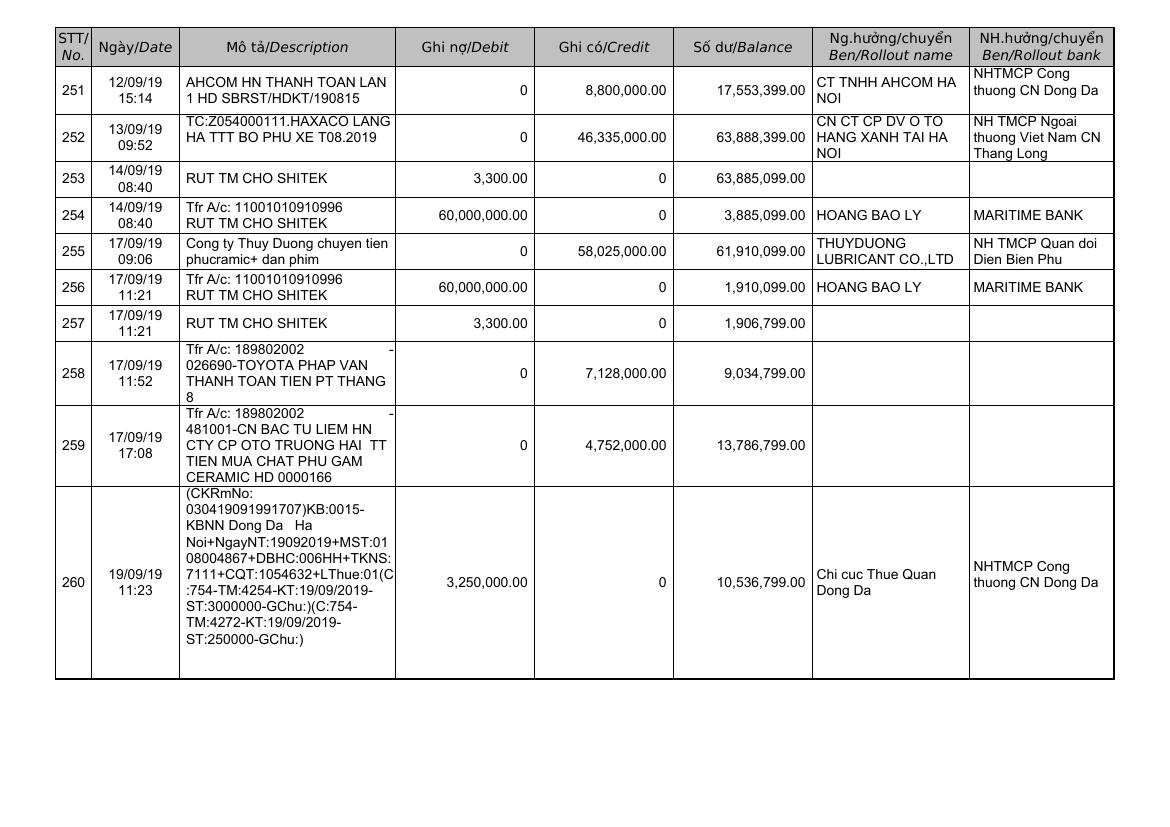 STT/ Ngày/Date Mô tả/Description Ghi nợ/Debit Ghi có/Credit Số dư/Balance Ng.hưởng/chuyển NH.hưởng/chuyển
No. Ben/Rollout name Ben/Rollout bank
251
12/09/19
15:14
AHCOM HN THANH TOAN LAN
1 HD SBRST/HDKT/190815
0
8,800,000.00
17,553,399.00
CT TNHH AHCOM HA
NOI
NHTMCP Cong
thuong CN Dong Da
252
13/09/19
09:52
TC:Z054000111.HAXACO LANG
HA TTT BO PHU XE T08.2019
0
46,335,000.00
63,888,399.00
CN CT CP DV O TO
HANG XANH TAI HA
NOI
NH TMCP Ngoai
thuong Viet Nam CN
Thang Long
253
14/09/19
08:40
RUT TM CHO SHITEK
3,300.00
0
63,885,099.00
254
14/09/19
08:40
Tfr A/c: 11001010910996
RUT TM CHO SHITEK
60,000,000.00
0
3,885,099.00
HOANG BAO LY
MARITIME BANK
255
17/09/19
09:06
Cong ty Thuy Duong chuyen tien
phucramic+ dan phim
0
58,025,000.00
61,910,099.00
THUYDUONG
LUBRICANT CO.,LTD
NH TMCP Quan doi
Dien Bien Phu
256
17/09/19
11:21
Tfr A/c: 11001010910996
RUT TM CHO SHITEK
60,000,000.00
0
1,910,099.00
HOANG BAO LY
MARITIME BANK
257
17/09/19
11:21
RUT TM CHO SHITEK
3,300.00
0
1,906,799.00
258
17/09/19
11:52
Tfr A/c: 189802002 -
026690-TOYOTA PHAP VAN
THANH TOAN TIEN PT THANG
8
0
7,128,000.00
9,034,799.00
259
17/09/19
17:08
Tfr A/c: 189802002 -
481001-CN BAC TU LIEM HN
CTY CP OTO TRUONG HAI TT
TIEN MUA CHAT PHU GAM
CERAMIC HD 0000166
0
4,752,000.00
13,786,799.00
260
19/09/19
11:23
(CKRmNo:
030419091991707)KB:0015-
KBNN Dong Da Ha
Noi+NgayNT:19092019+MST:01
08004867+DBHC:006HH+TKNS:
7111+CQT:1054632+LThue:01(C
:754-TM:4254-KT:19/09/2019-
ST:3000000-GChu:)(C:754-
TM:4272-KT:19/09/2019-
ST:250000-GChu:)
3,250,000.00
0
10,536,799.00
Chi cuc Thue Quan
Dong Da
NHTMCP Cong
thuong CN Dong Da